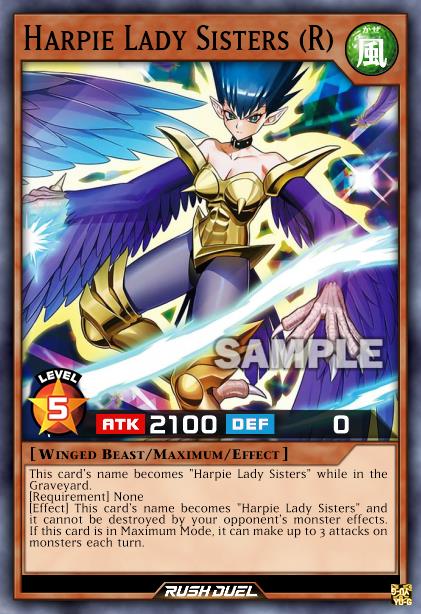 HARPIE LADY SISTERS (R)
かぜ
風
SAMPLE
LEVEL
5
ATK 2100 DEF 0
[WINGED BEAST/MAXIMUM/EFFECT]
This card's name becomes "Harpie Lady Sisters" while in the
Graveyard.
[Requirement] None
[Effect] This card's name becomes "Harpie Lady Sisters" and
it cannot be destroyed by your opponent's monster effects.
If this card is in Maximum Mode, it can make up to 3 attacks on
monsters each turn.
RUSH DUEL